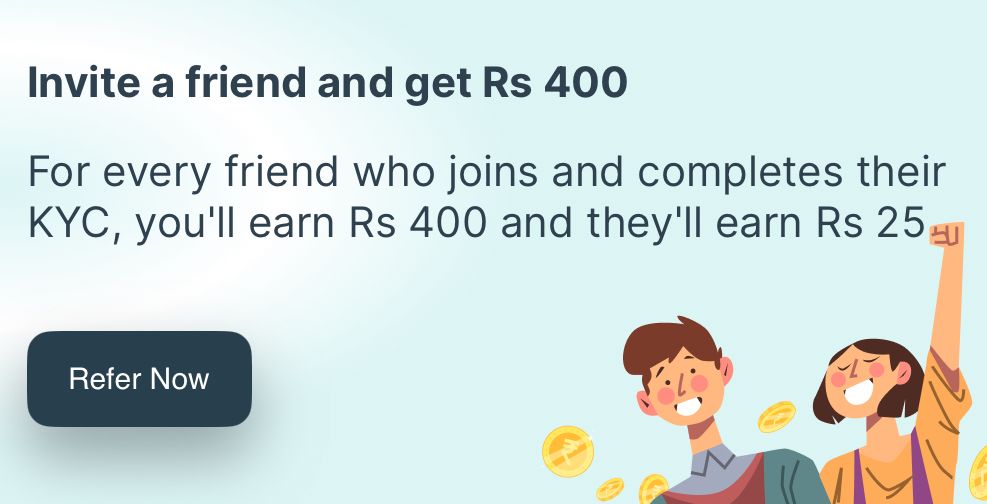 Invite a friend and get Rs 400
For every friend who joins and completes their
KYC, you'll earn Rs 400 and they'll earn Rs 25
Refer Now